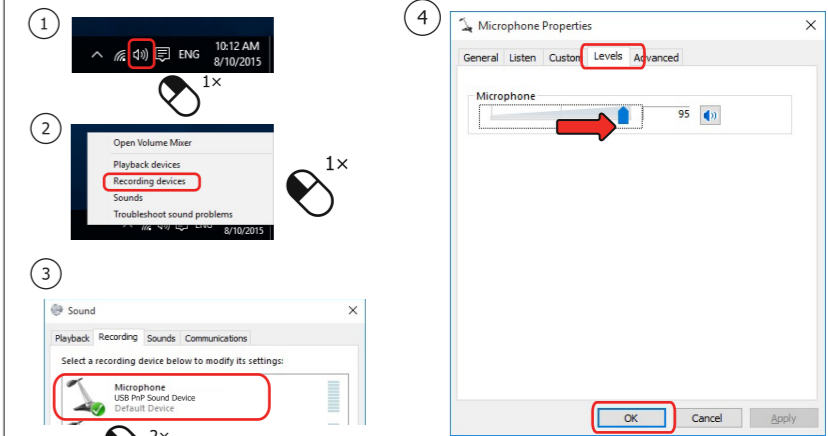 1
ENG
10:12 AM
8/10/2015
1×
2
Open Volume Mixer
Playback devices
Recording devices
Sounds
Troubleshoot sound problems
8/10/2015
1×
3
Sound
Playback Recording Sounds Communications
Select a recording device below to modify its settings:
Microphone
USB PnP Sound Device
Default Device
2×
4
Microphone Properties
General Listen Custom Levels Advanced
Microphone
95
OK Cancel Apply